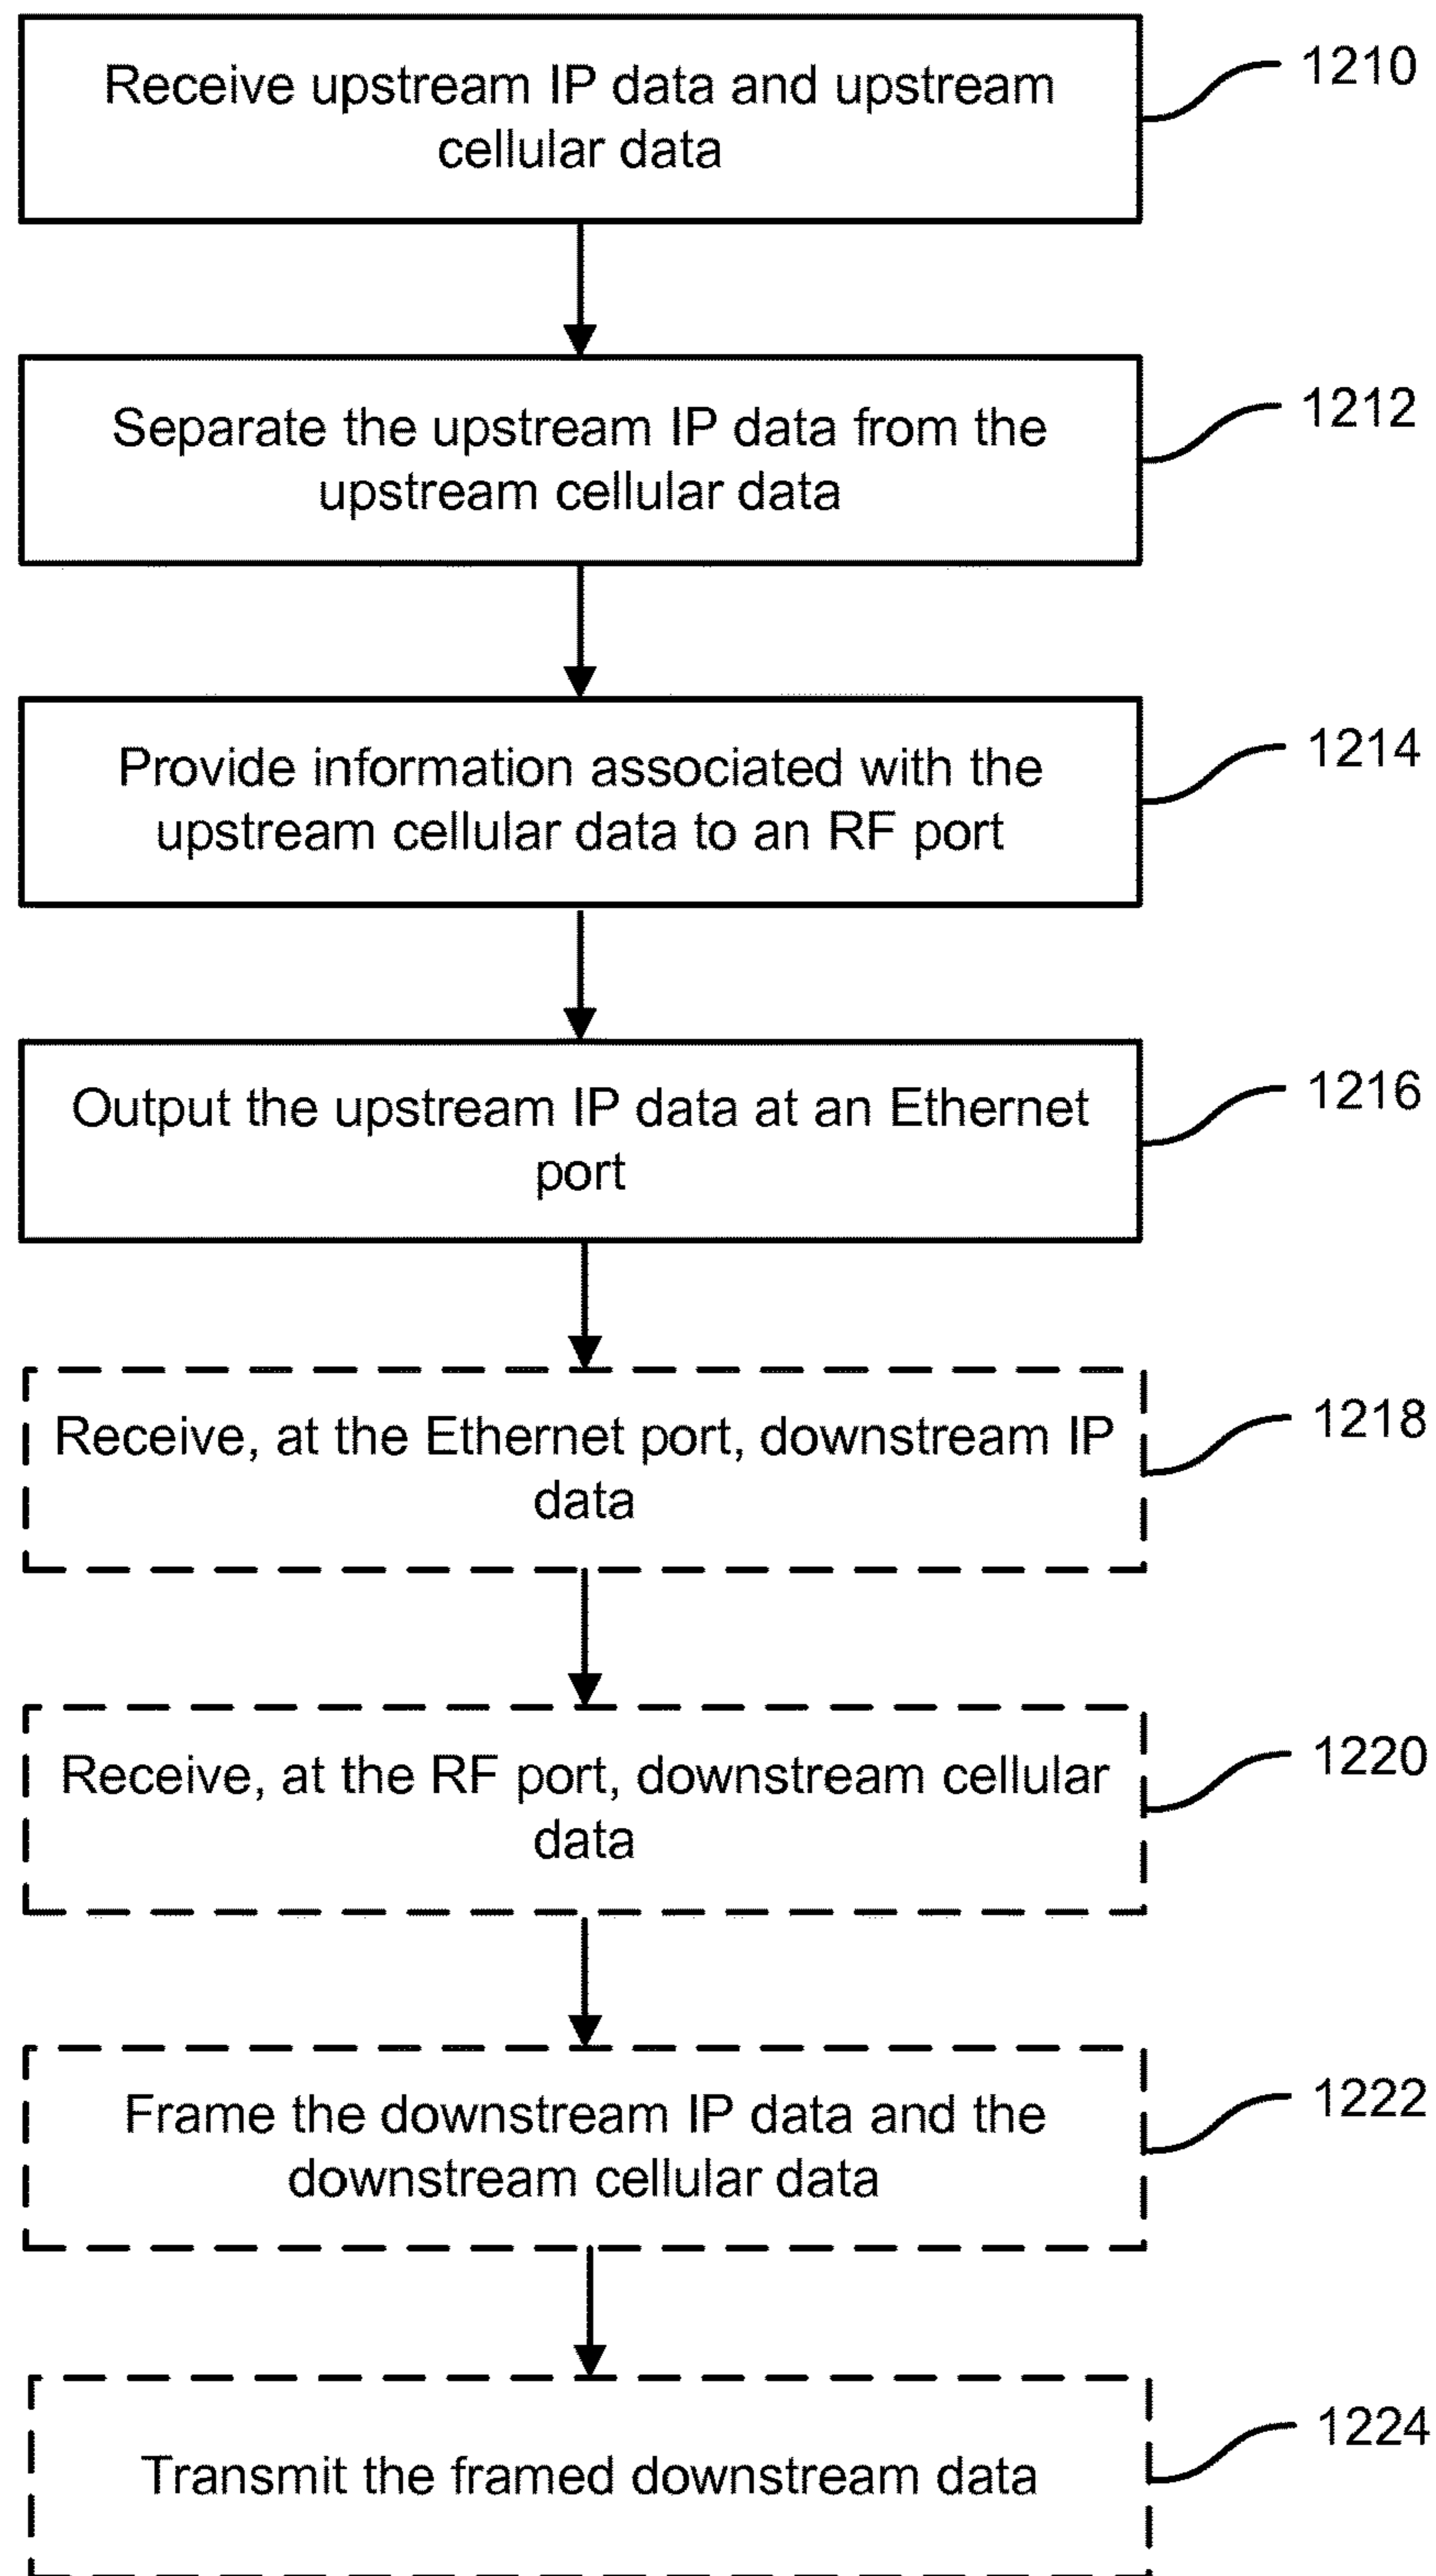 Receive upstream IP data and upstream
cellular data
1210
Separate the upstream IP data from the
upstream cellular data
1212
Provide information associated with the
upstream cellular data to an RF port
1214
Output the upstream IP data at an Ethernet
port
1216
Receive, at the Ethernet port, downstream IP
data
1218
Receive, at the RF port, downstream cellular
data
1220
Frame the downstream IP data and the
downstream cellular data
1222
Transmit the framed downstream data
1224